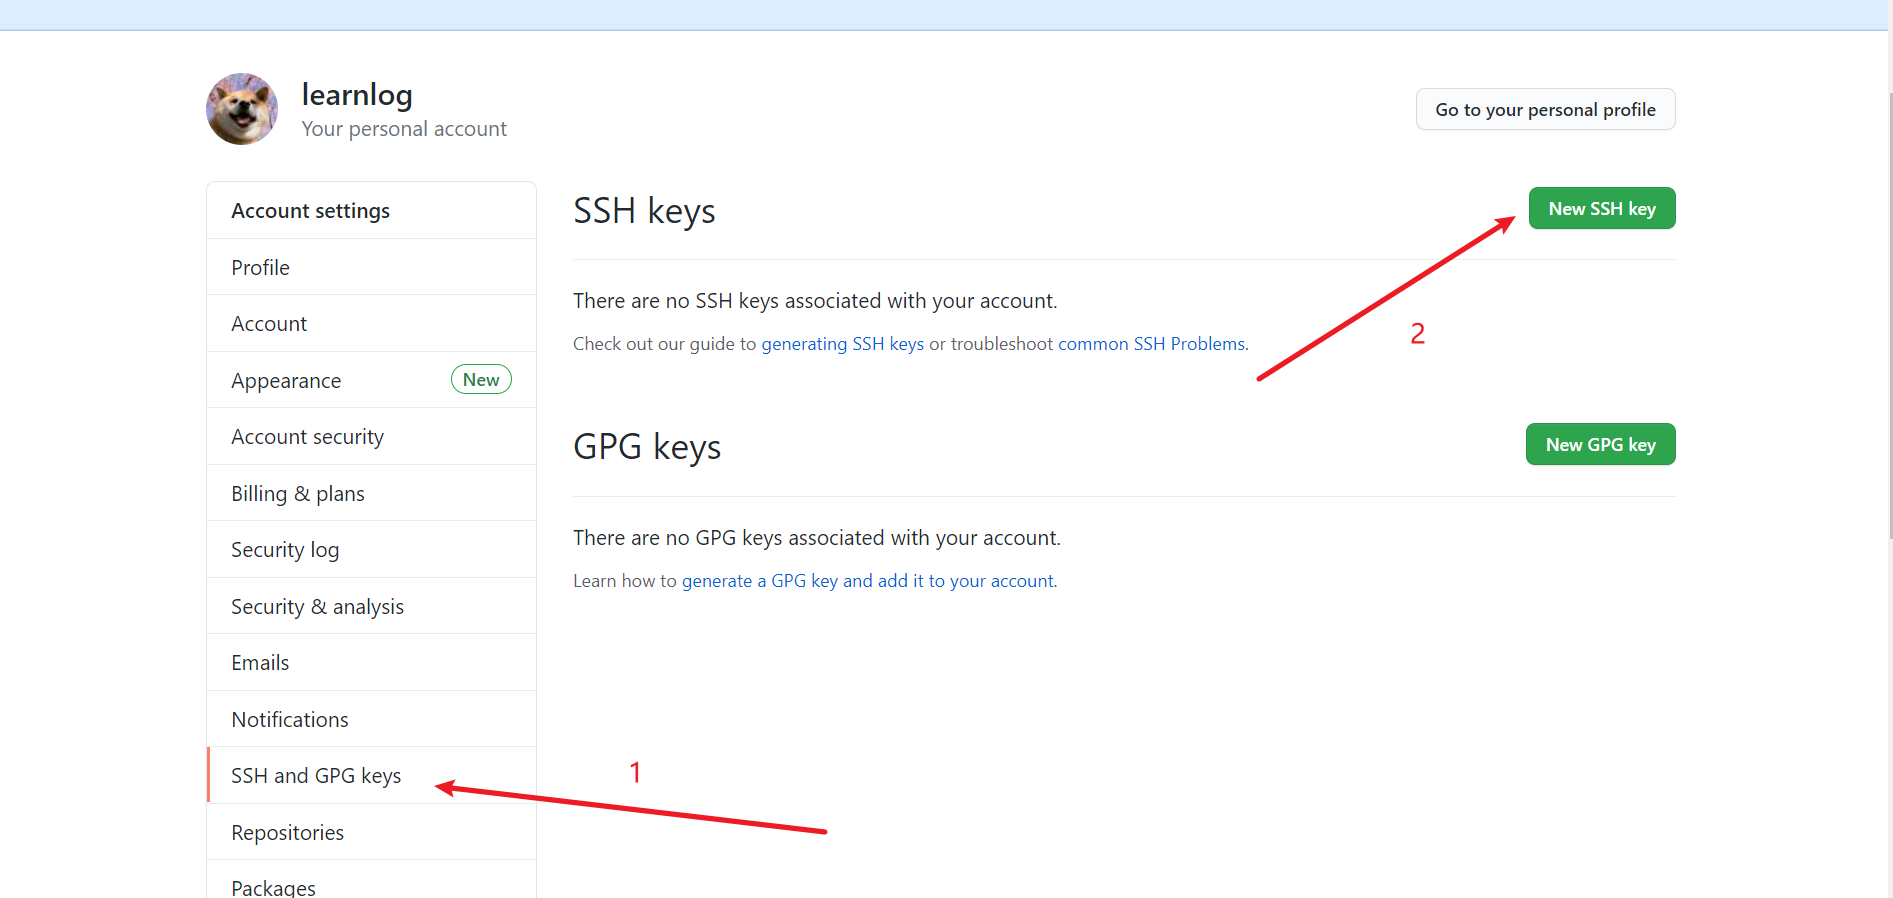 learnlog
Your personal account
Go to your personal profile
Account settings
Profile
Account
Appearance New
Account security
Billing & plans
Security log
Security & analysis
Emails
Notifications
SSH and GPG keys
Repositories
Packages
SSH keys
New SSH key
There are no SSH keys associated with your account.
Check out our guide to generating SSH keys or troubleshoot common SSH Problems.
2
GPG keys
New GPG key
There are no GPG keys associated with your account.
Learn how to generate a GPG key and add it to your account.
1